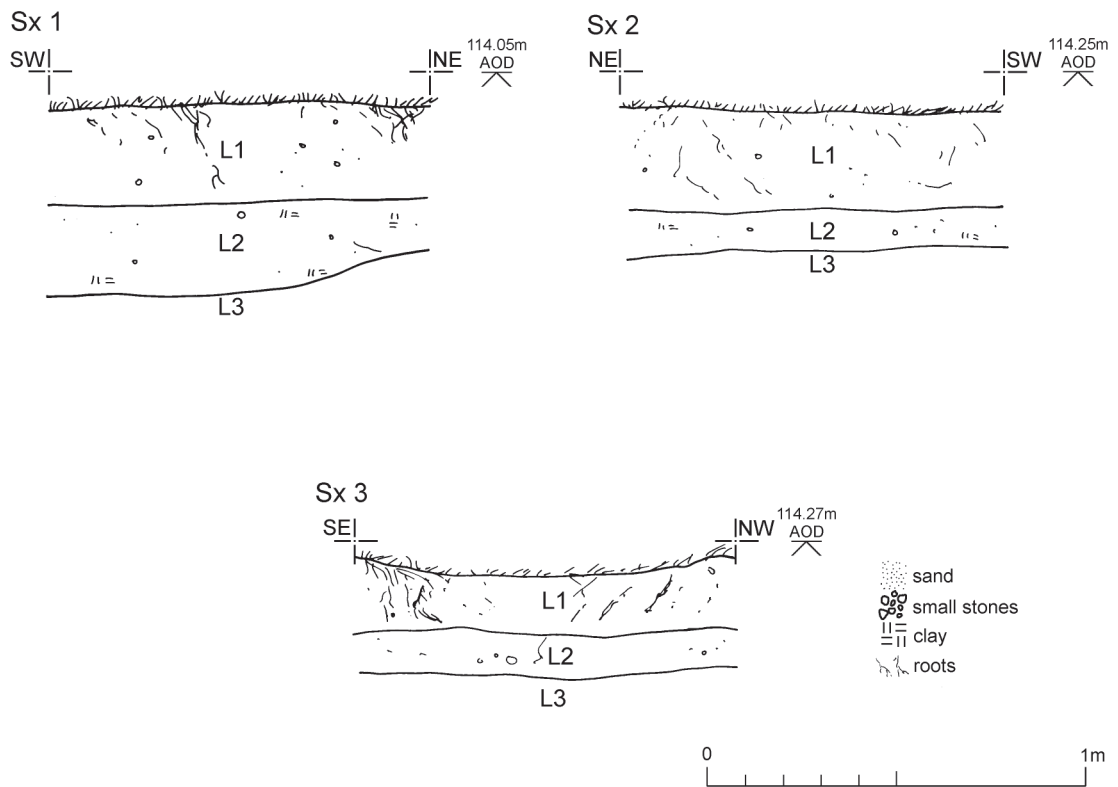 Sx 1
SW
NE
114.05m
AOD
L1
L2
L3
Sx 2
NE
SW
114.25m
AOD
L1
L2
L3
Sx 3
SE
NW
114.27m
AOD
L1
L2
L3
sand
small stones
clay
roots
0
1m